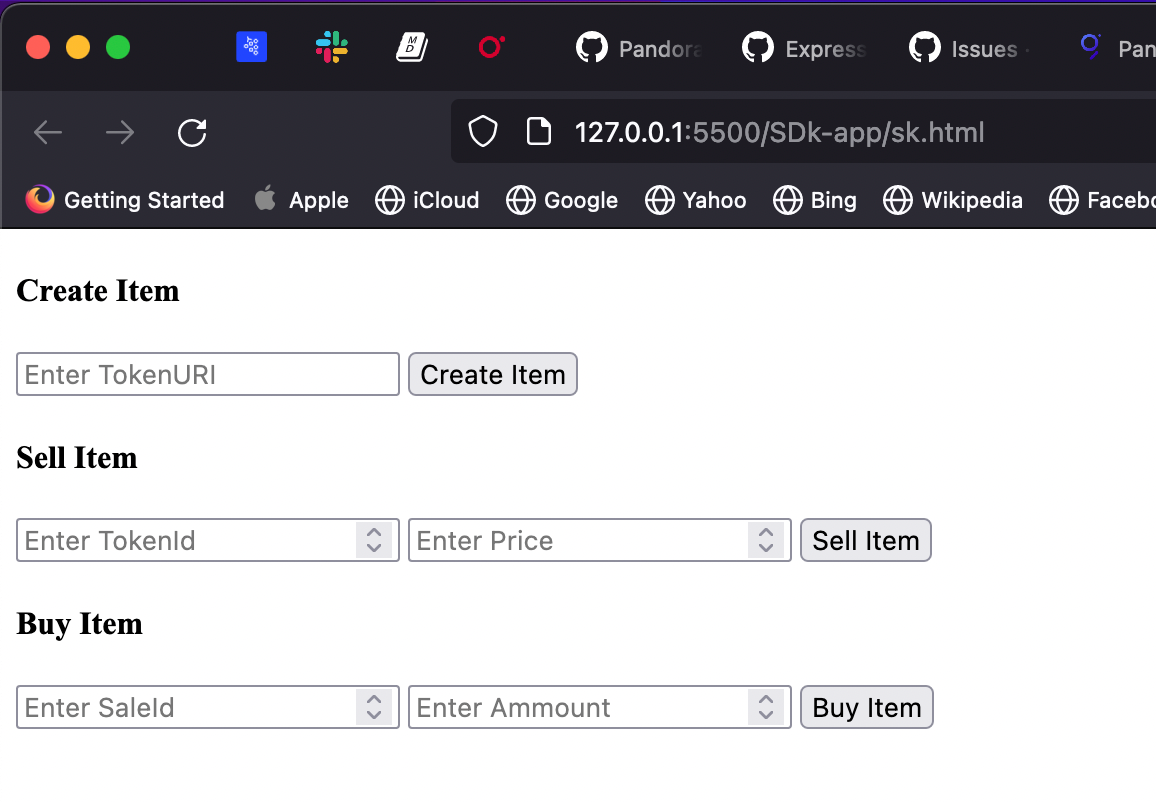 Pandora Express Issues · Pan
127.0.0.1:5500/SDk-app/sk.html
Getting Started Apple iCloud Google Yahoo Bing Wikipedia Facebo
Create Item
Enter TokenURI Create Item
Sell Item
Enter TokenId Enter Price Sell Item
Buy Item
Enter SaleId Enter Ammount Buy Item